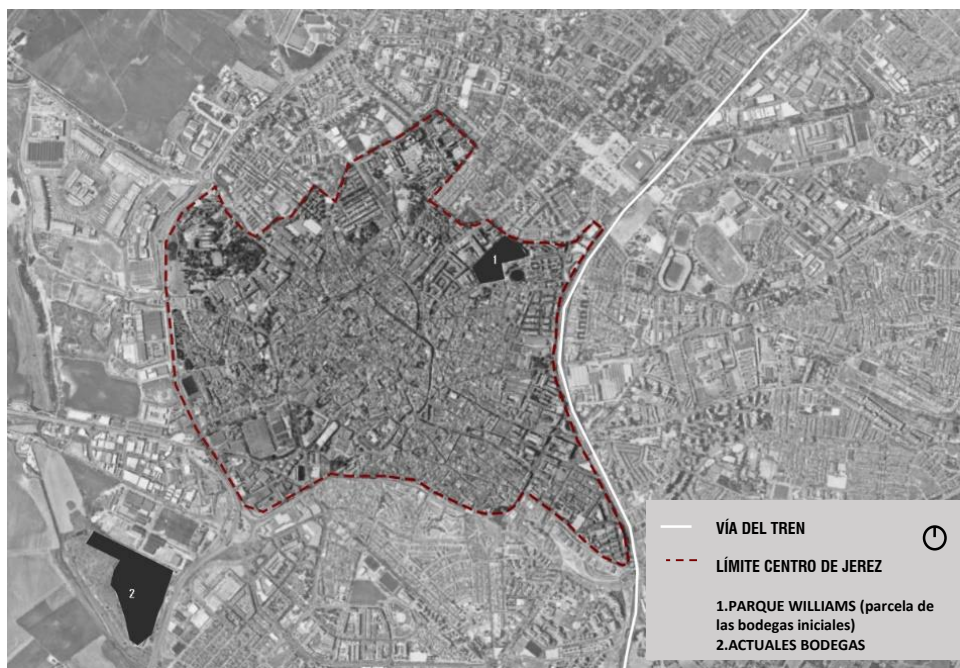 1
2
VÍA DEL TREN
LÍMITE CENTRO DE JEREZ
1.PARQUE WILLIAMS (parcela de
las bodegas iniciales)
2.ACTUALES BODEGAS